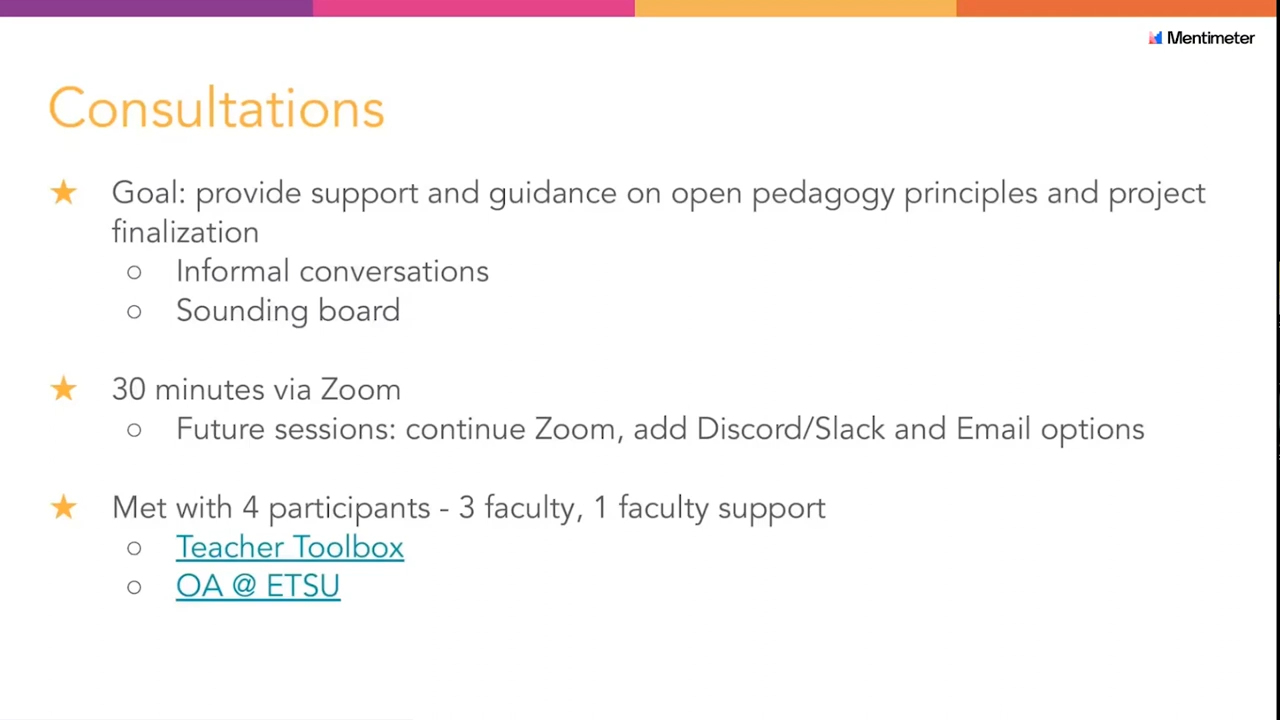 Mentimeter
Consultations
★ Goal: provide support and guidance on open pedagogy principles and project
finalization
○ Informal conversations
○ Sounding board
★ 30 minutes via Zoom
○ Future sessions: continue Zoom, add Discord/Slack and Email options
★ Met with 4 participants - 3 faculty, 1 faculty support
○ Teacher Toolbox
○ OA @ ETSU